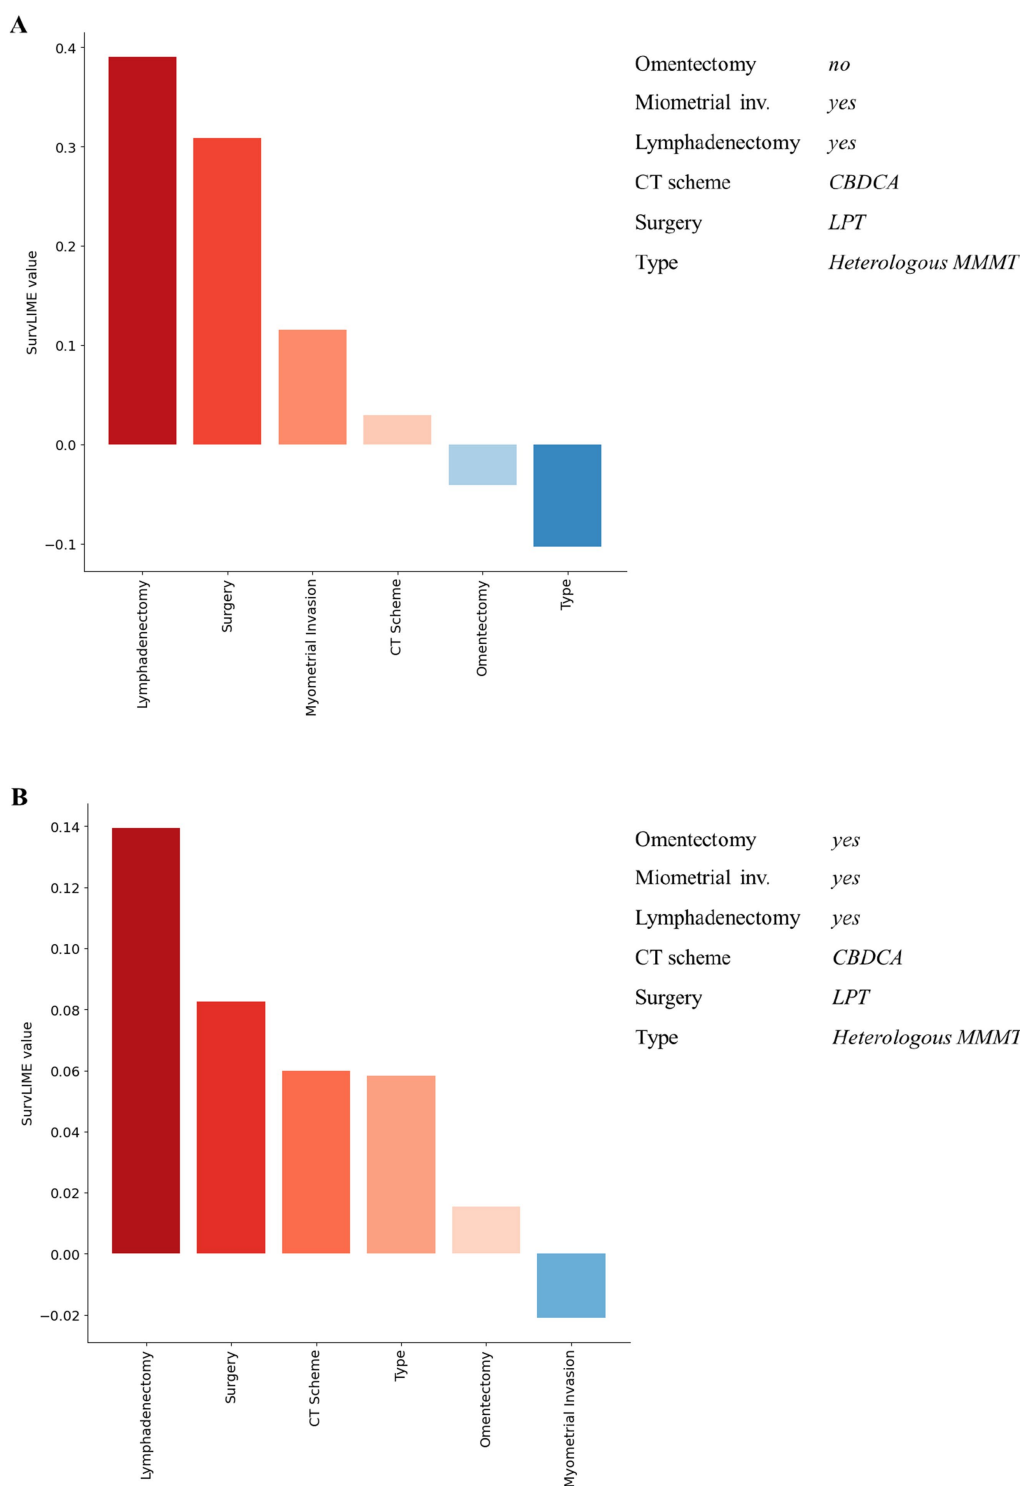 A
SurvLIME value
0.4
0.3
0.2
0.1
0.0
−0.1
Lymphadenectomy
Surgery
Myometrial Invasion
CT Scheme
Omentectomy
Type
Omentectomy no
Miometrial inv. yes
Lymphadenectomy yes
CT scheme CBDCA
Surgery LPT
Type Heterologous MMMT
B
SurvLIME value
0.14
0.12
0.10
0.08
0.06
0.04
0.02
0.00
−0.02
Lymphadenectomy
Surgery
CT Scheme
Type
Omentectomy
Myometrial Invasion
Omentectomy yes
Miometrial inv. yes
Lymphadenectomy yes
CT scheme CBDCA
Surgery LPT
Type Heterologous MMMT